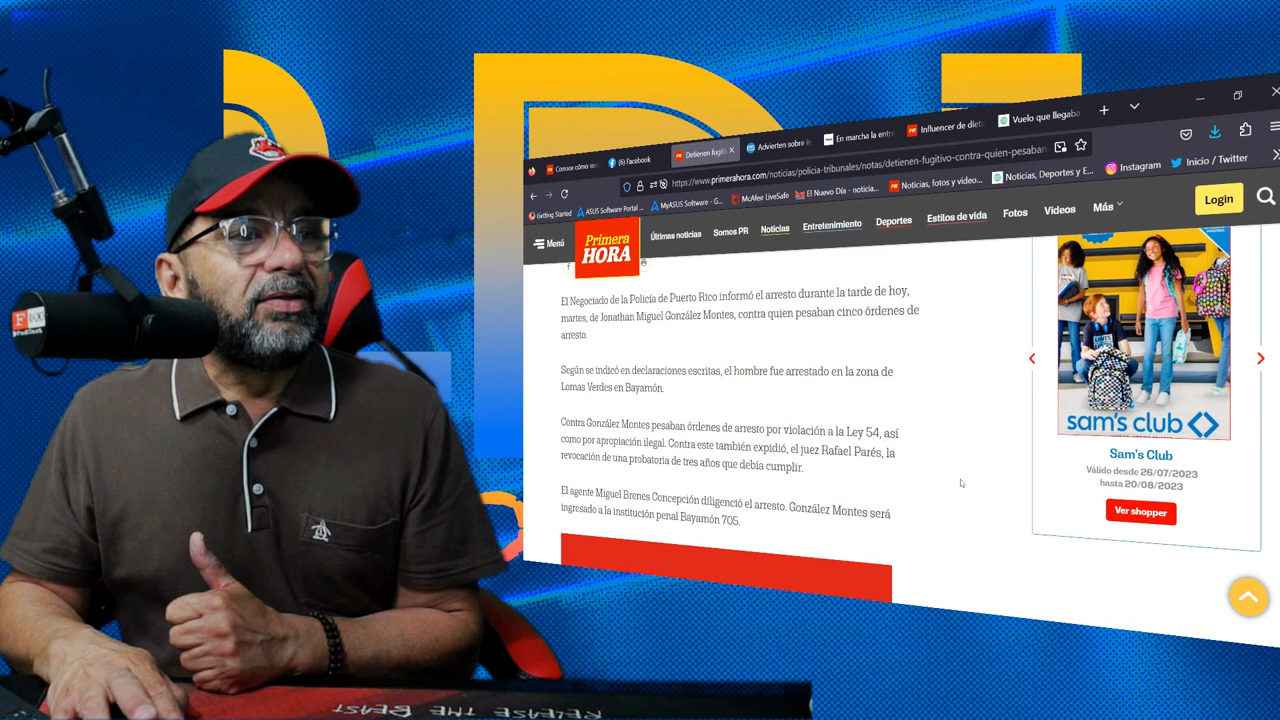 Conoce cómo
(6) Facebook
Detienen fugiti
Advierten sobre
En marcha la entre
Influencer de dieta
Vuelo que llegaba
https://www.primerahora.com/noticias/policia-tribunales/notas/detienen-fugitivo-contra-quien-pesaban
Getting Started
ASUS Software Portal ...
MyASUS Software - G...
McAfee LiveSafe
El Nuevo Día - noticia...
Noticias, fotos y video...
Noticias, Deportes y E...
Instagram
Inicio / Twitter
Menú
Primera
HORA
Últimas noticias
Somos PR
Noticias
Entretenimiento
Deportes
Estilos de vida
Fotos
Videos
Más
Login
El Negociado de la Policía de Puerto Rico informó el arresto durante la tarde de hoy,
martes, de Jonathan Miguel González Montes, contra quien pesaban cinco órdenes de
arresto.
Según se indicó en declaraciones escritas, el hombre fue arrestado en la zona de
Lomas Verdes en Bayamón.
Contra González Montes pesaban órdenes de arresto por violación a la Ley 54, así
como por apropiación ilegal. Contra este también expidió, el juez Rafael Parés, la
revocación de una probatoria de tres años que debía cumplir.
El agente Miguel Brenes Concepción diligenció el arresto. González Montes será
ingresado a la institución penal Bayamón 705.
sam's club
Sam's Club
Válido desde 26/07/2023
hasta 20/08/2023
Ver shopper
RELEASE THE BEAST